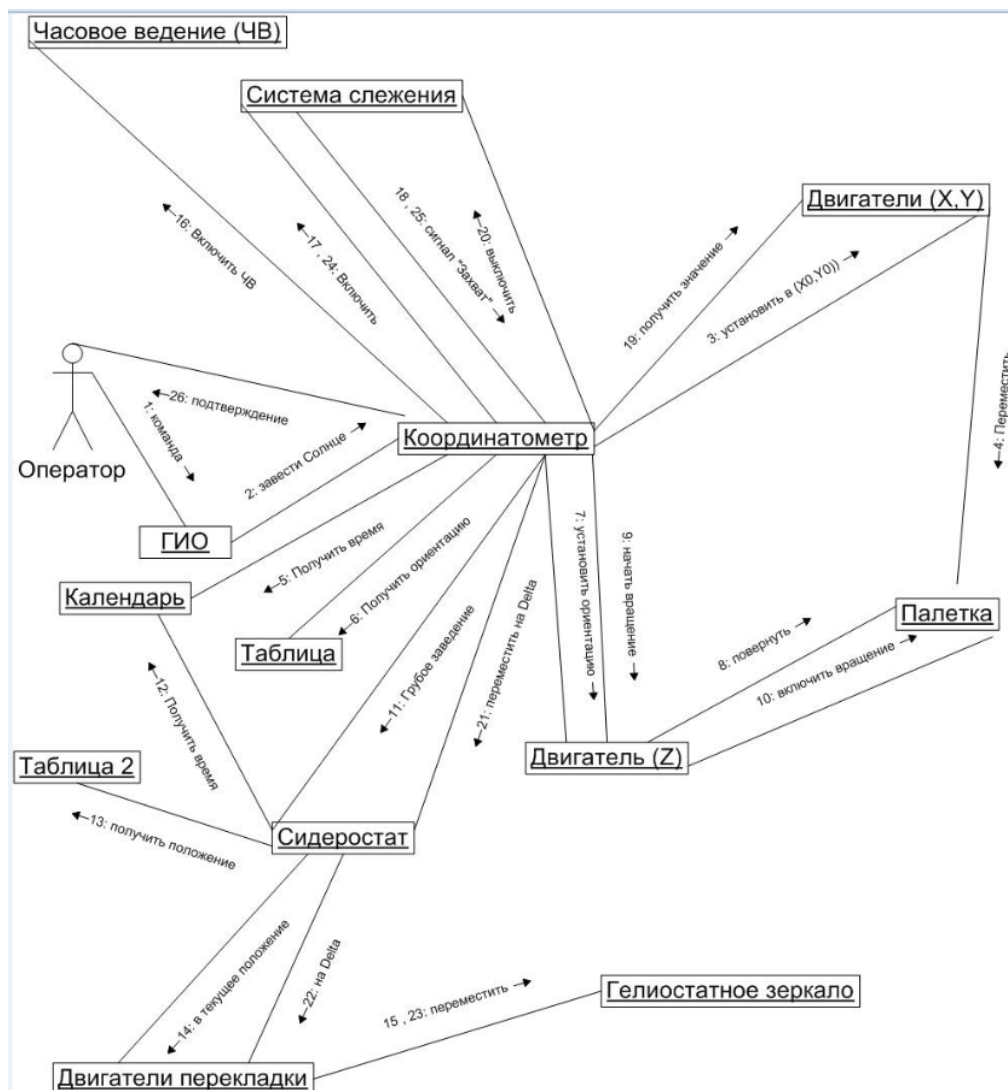 Часовое ведение (ЧВ)
Система слежения
Двигатели (X,Y)
16: Включить ЧВ
17 , 24: Включить
18 , 25: сигнал "Захват"
20: выключить
19: получить значение
3: установить в (X0,Y0))
4: Переместить
26: подтверждение
1: команда
2: завести Солнце
Оператор
Координатометр
ГИО
Календарь
5: Получить время
6: Получить ориентацию
7: установить ориентацию
9: начать вращение
Таблица
Палетка
8: повернуть
10: включить вращение
11: Грубое заведение
21: переместить на Delta
12: Получить время
Двигатель (Z)
Таблица 2
13: получить положение
Сидеростат
14: в текущее положение
22: на Delta
15 , 23: переместить
Гелиостатное зеркало
Двигатели перекладки